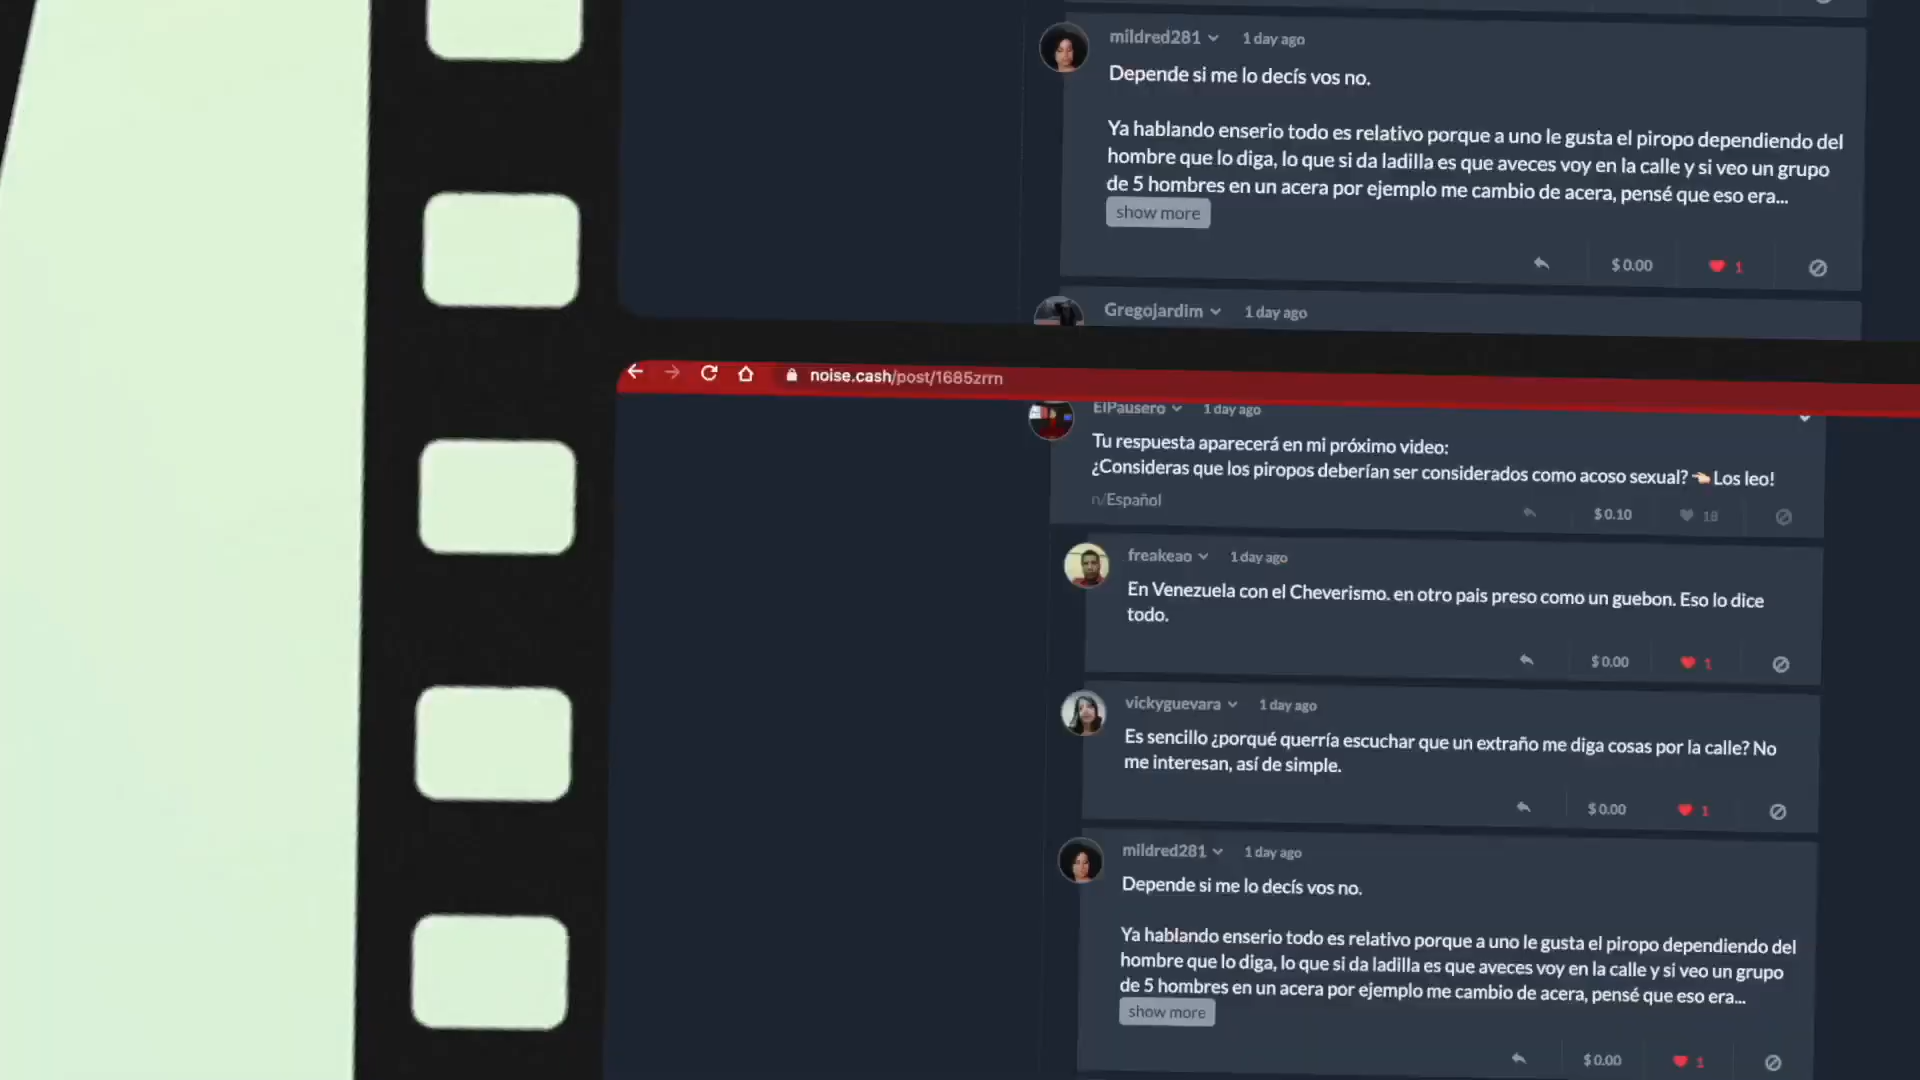 mildred281 1 day ago
Depende si me lo decís vos no.
Ya hablando enserio todo es relativo porque a uno le gusta el piropo dependiendo del
hombre que lo diga, lo que si da ladilla es que aveces voy en la calle y si veo un grupo
de 5 hombres en un acera por ejemplo me cambio de acera, pensé que eso era...
show more
$0.00 1
Gregojardim 1 day ago
noise.cash/post/1685zrrn
ElPausero 1 day ago
Tu respuesta aparecerá en mi próximo video:
¿Consideras que los piropos deberían ser considerados como acoso sexual? 👈🏻 Los leo!
n/Español
$0.10 18
freakeao 1 day ago
En Venezuela con el Cheverismo. en otro pais preso como un guebon. Eso lo dice
todo.
$0.00 1
vickyguevara 1 day ago
Es sencillo ¿porqué querría escuchar que un extraño me diga cosas por la calle? No
me interesan, así de simple.
$0.00 1
mildred281 1 day ago
Depende si me lo decís vos no.
Ya hablando enserio todo es relativo porque a uno le gusta el piropo dependiendo del
hombre que lo diga, lo que si da ladilla es que aveces voy en la calle y si veo un grupo
de 5 hombres en un acera por ejemplo me cambio de acera, pensé que eso era...
show more
$0.00 1